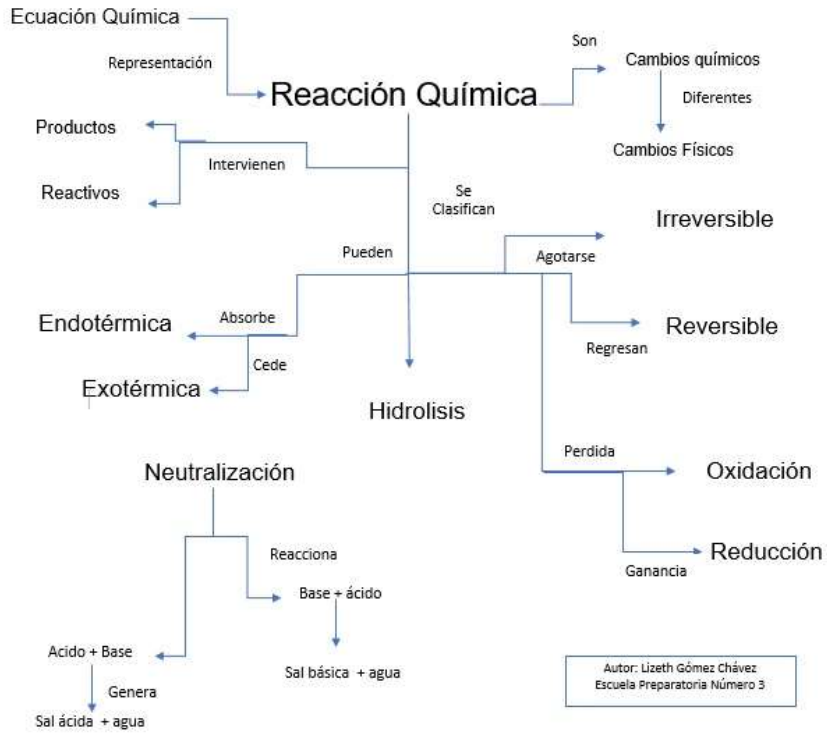 Ecuación Química
Representación
Reacción Química
Son
Cambios químicos
Diferentes
Cambios Físicos
Productos
Intervienen
Reactivos
Se
Clasifican
Irreversible
Pueden
Agotarse
Endotérmica
Absorbe
Reversible
Regresan
Cede
Exotérmica
Hidrolisis
Perdida
Oxidación
Neutralización
Reducción
Ganancia
Reacciona
Base + ácido
Acido + Base
Sal básica + agua
Genera
Sal ácida + agua
Autor: Lizeth Gómez Chávez
Escuela Preparatoria Número 3